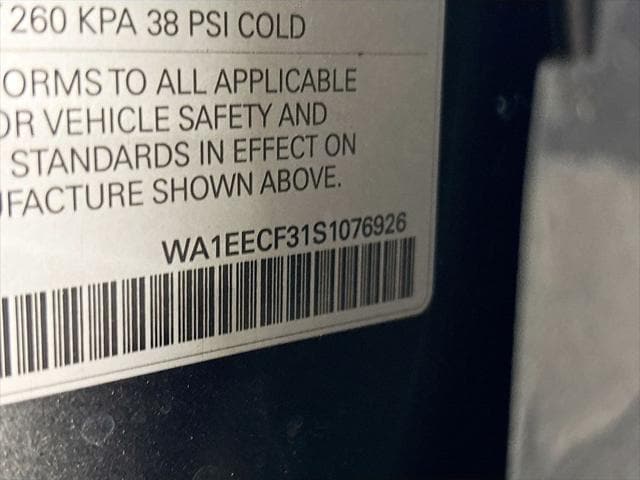 260 KPA 38 PSI COLD
ORMS TO ALL APPLICABLE
OR VEHICLE SAFETY AND
STANDARDS IN EFFECT ON
UFACTURE SHOWN ABOVE.
WA1EECF31S1076926